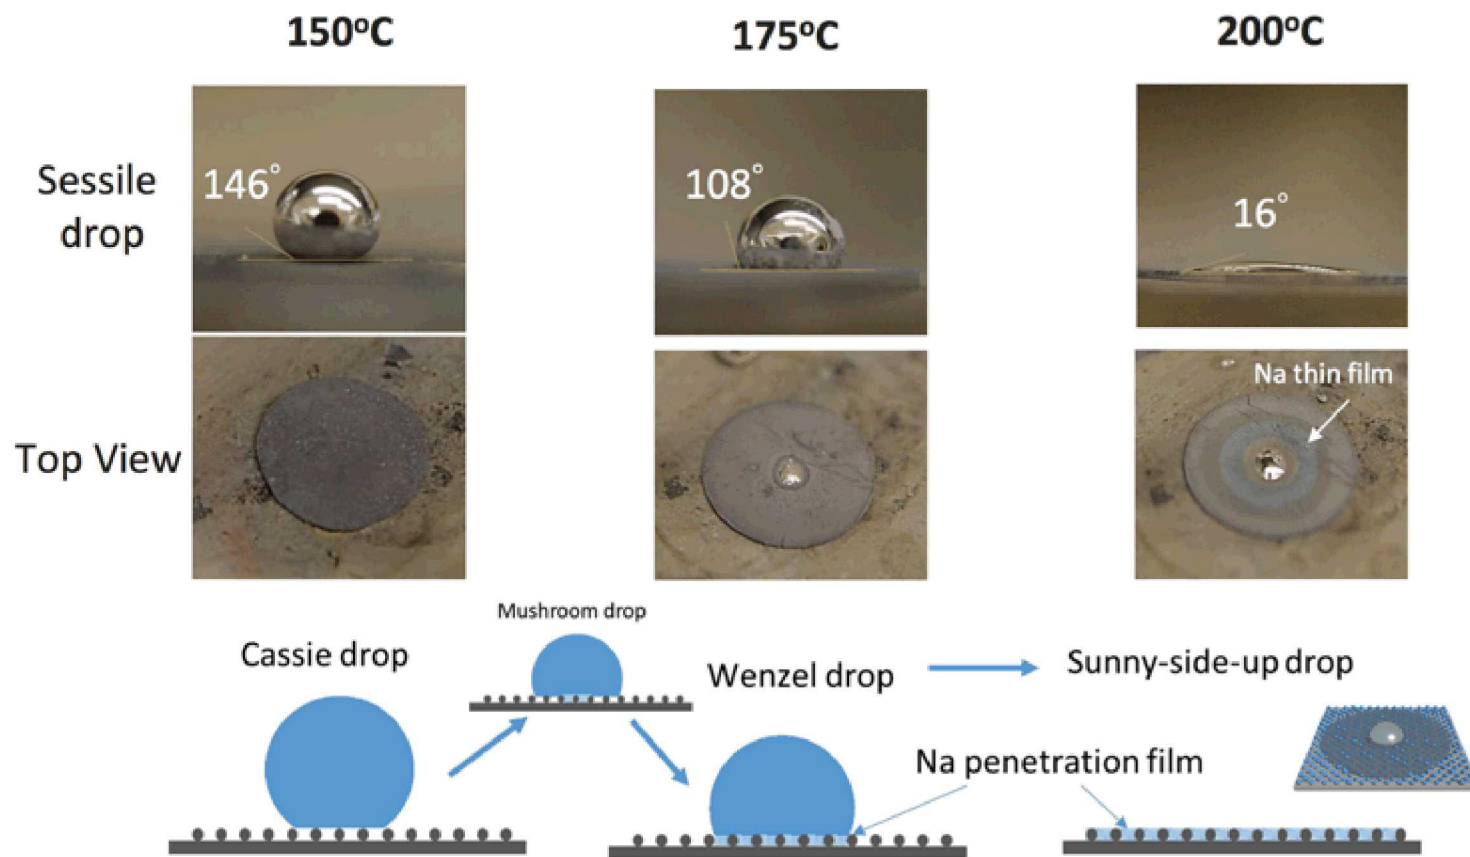 150°C
175°C
200°C
Sessile
drop
146°
108°
16°
Top View
Na thin film
Mushroom drop
Cassie drop
Wenzel drop
Sunny-side-up drop
Na penetration film